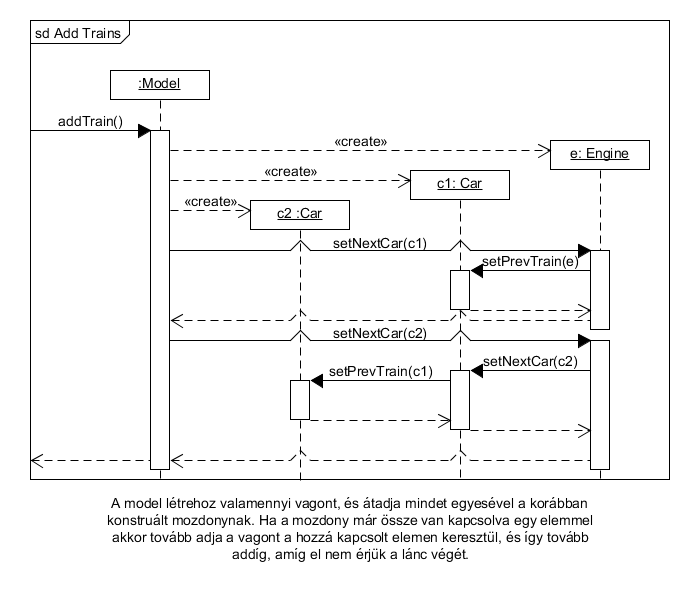 sd Add Trains
:Model
addTrain()
«create»
e: Engine
«create»
c1: Car
«create»
c2 :Car
setNextCar(c1)
setPrevTrain(e)
setNextCar(c2)
setNextCar(c2)
setPrevTrain(c1)
A model létrehoz valamennyi vagont, és átadja mindet egyesével a korábban
konstruált mozdonynak. Ha a mozdony már össze van kapcsolva egy elemmel
akkor tovább adja a vagont a hozzá kapcsolt elemen keresztül, és így tovább
addíg, amíg el nem érjük a lánc végét.